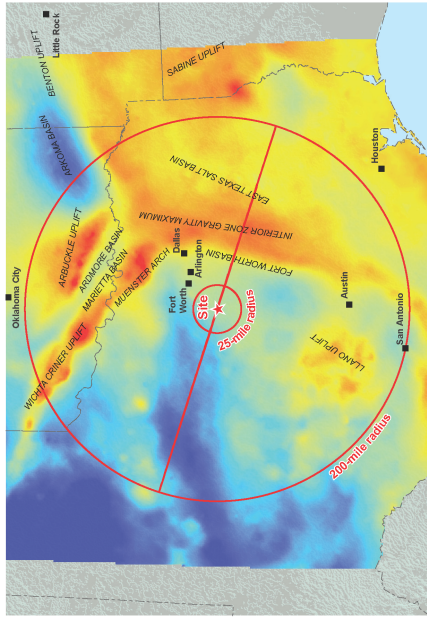 BENTON UPLIFT
Little Rock
SABINE UPLIFT
ARKOMA BASIN
Houston
EAST TEXAS SALT BASIN
INTERIOR ZONE GRAVITY MAXIMUM
ARBUCKLE UPLIFT
ARDMORE BASIN
MARIETTA BASIN
MUENSTER ARCH
Oklahoma City
Dallas
Arlington
Fort
Worth
FORT WORTH BASIN
Site
25-mile radius
Austin
San Antonio
WICHTA CRINER UPLIFT
LLANO UPLIFT
200-mile radius